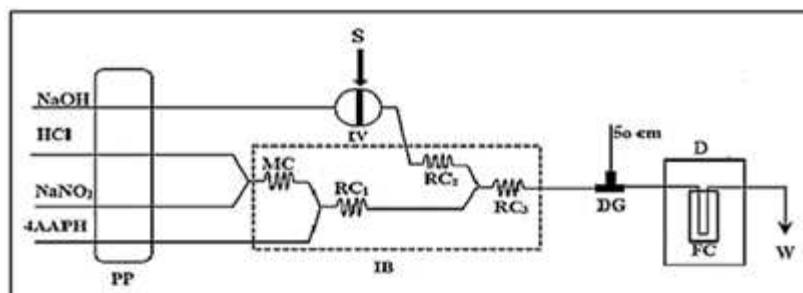 S
NaOH
IV
HCl
MC
RC₁
RC₂
RC₃
50 cm
D
DG
NaNO₂
4AAPH
FC
W
PP
IB